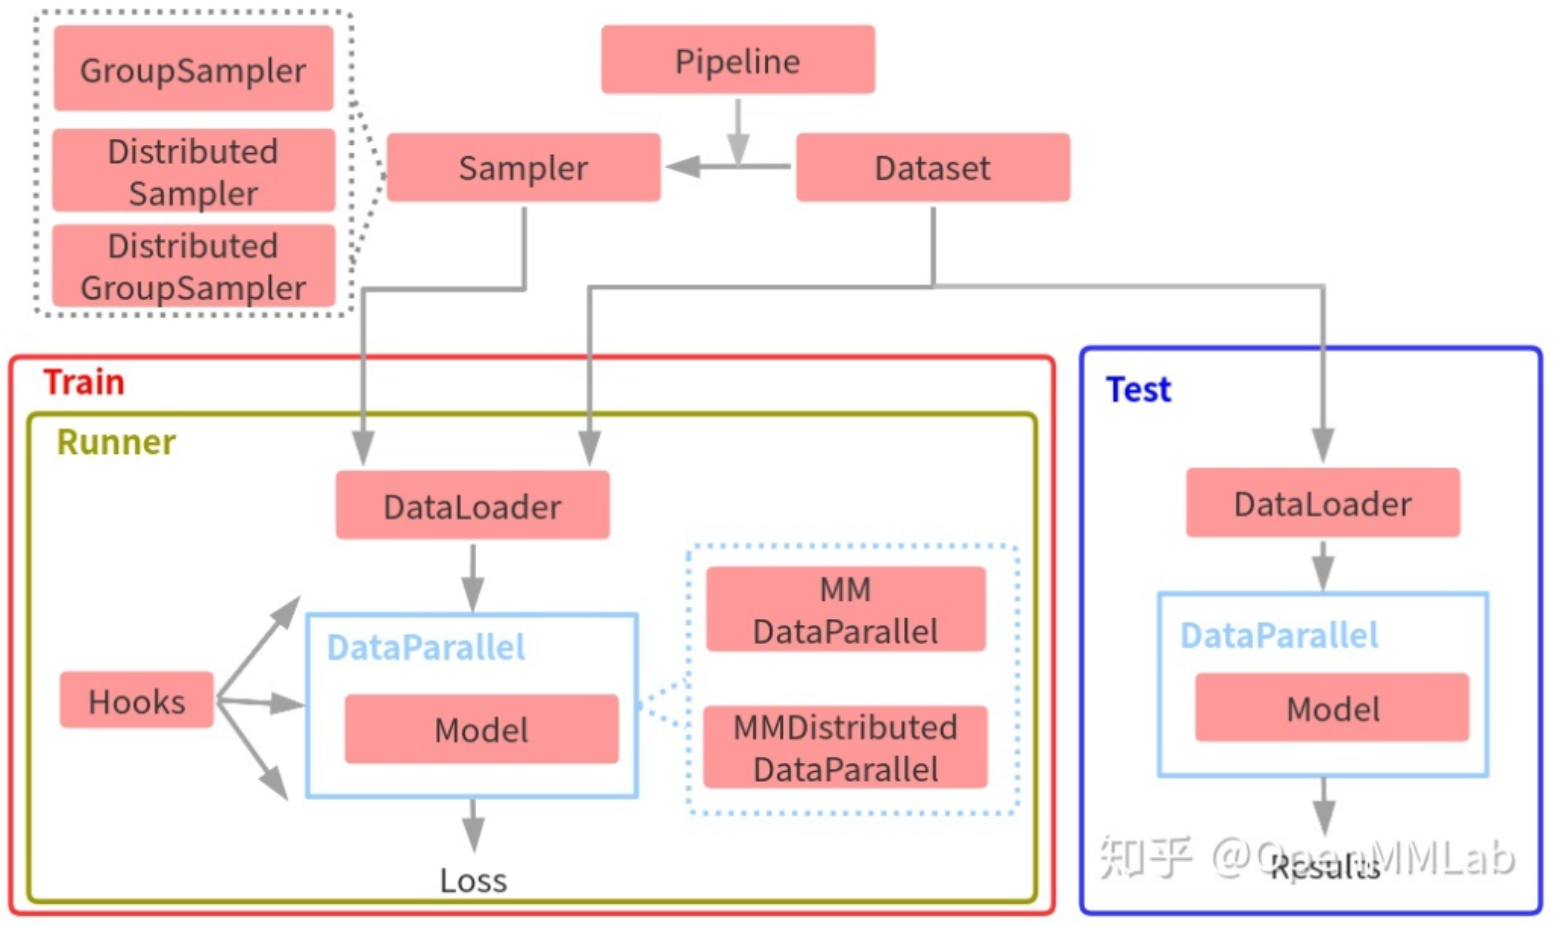 GroupSampler
Distributed
Sampler
Distributed
GroupSampler
Pipeline
Sampler
Dataset
Train
Runner
DataLoader
Hooks
DataParallel
Model
MM
DataParallel
MMDistributed
DataParallel
Loss
Test
DataLoader
DataParallel
Model
Results
知乎 @OpenMMLab